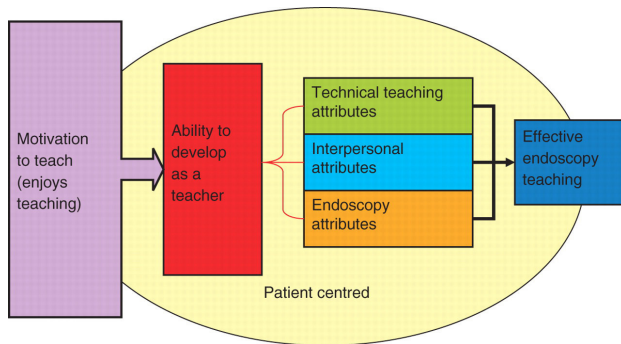 Motivation
to teach
(enjoys
teaching)
Ability to
develop
as a
teacher
Technical teaching
attributes
Interpersonal
attributes
Endoscopy
attributes
Effective
endoscopy
teaching
Patient centred